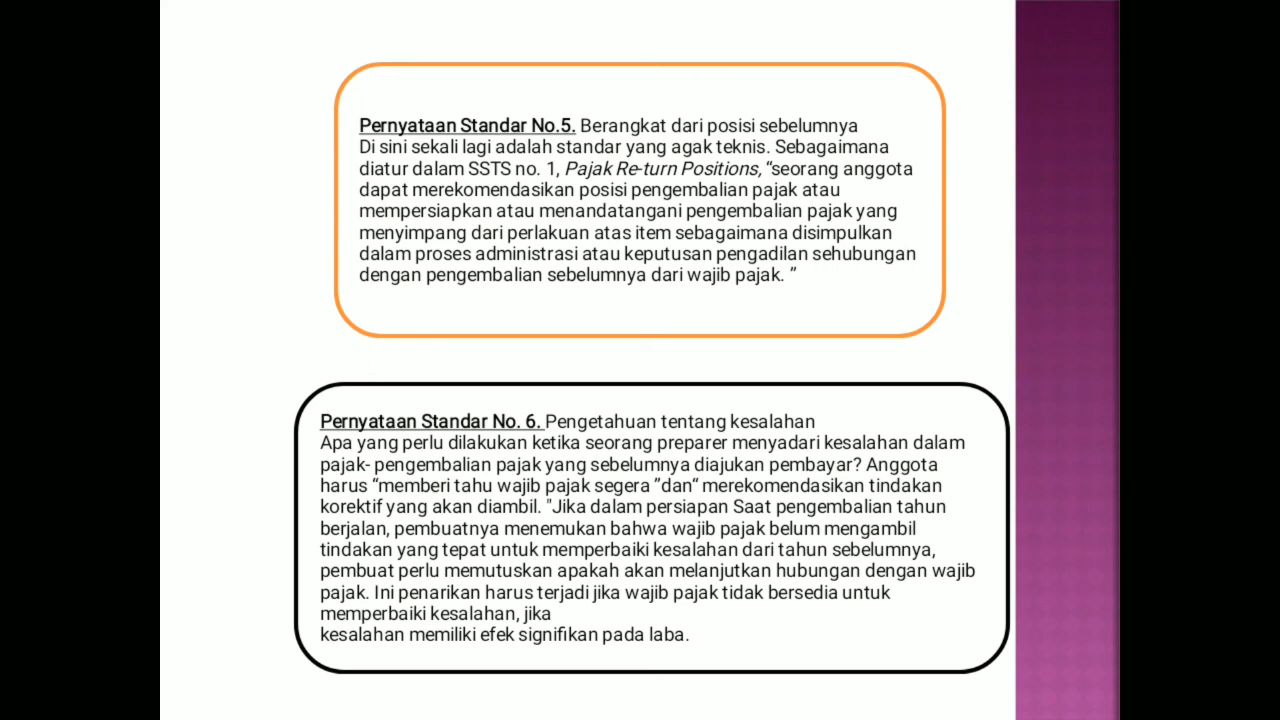 Pernyataan Standar No.5. Berangkat dari posisi sebelumnya
Di sini sekali lagi adalah standar yang agak teknis. Sebagaimana
diatur dalam SSTS no. 1, Pajak Re-turn Positions, “seorang anggota
dapat merekomendasikan posisi pengembalian pajak atau
mempersiapkan atau menandatangani pengembalian pajak yang
menyimpang dari perlakuan atas item sebagaimana disimpulkan
dalam proses administrasi atau keputusan pengadilan sehubungan
dengan pengembalian sebelumnya dari wajib pajak. ”
Pernyataan Standar No. 6. Pengetahuan tentang kesalahan
Apa yang perlu dilakukan ketika seorang preparer menyadari kesalahan dalam
pajak- pengembalian pajak yang sebelumnya diajukan pembayar? Anggota
harus “memberi tahu wajib pajak segera ”dan“ merekomendasikan tindakan
korektif yang akan diambil. "Jika dalam persiapan Saat pengembalian tahun
berjalan, pembuatnya menemukan bahwa wajib pajak belum mengambil
tindakan yang tepat untuk memperbaiki kesalahan dari tahun sebelumnya,
pembuat perlu memutuskan apakah akan melanjutkan hubungan dengan wajib
pajak. Ini penarikan harus terjadi jika wajib pajak tidak bersedia untuk
memperbaiki kesalahan, jika
kesalahan memiliki efek signifikan pada laba.